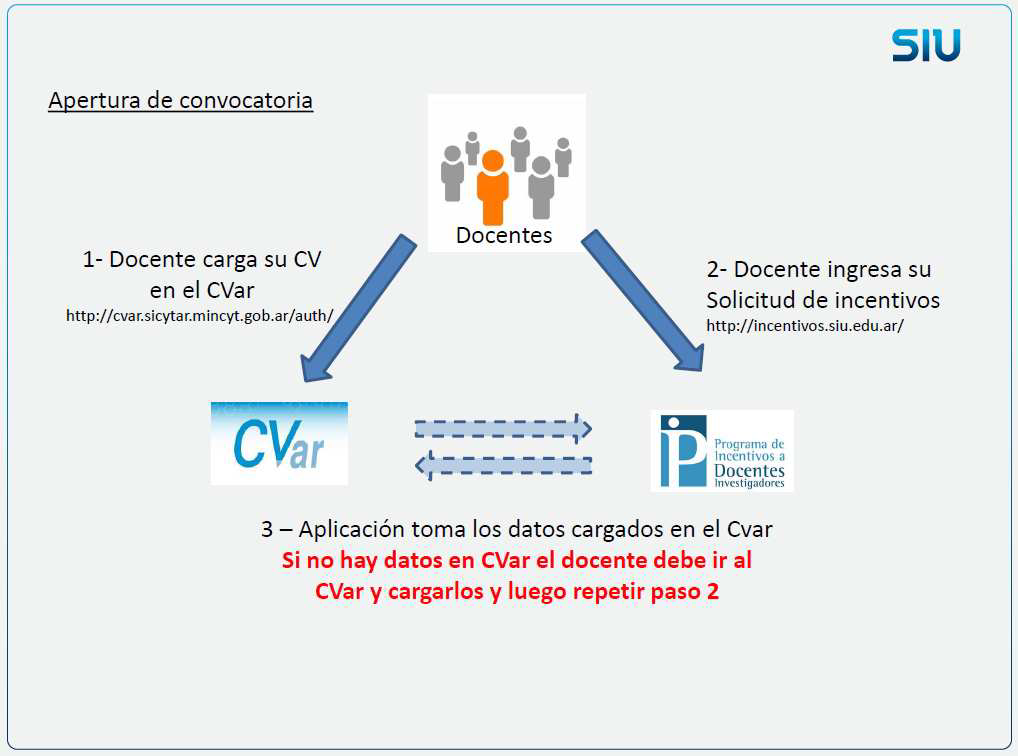 SIU
Apertura de convocatoria
Docentes
1- Docente carga su CV
en el CVar
http://cvar.sicytar.mincyt.gob.ar/auth/
2- Docente ingresa su
Solicitud de incentivos
http://incentivos.siu.edu.ar/
CVar
iP
Programa de
Incentivos a
Docentes
Investigadores
3 – Aplicación toma los datos cargados en el Cvar
Si no hay datos en CVar el docente debe ir al
CVar y cargarlos y luego repetir paso 2